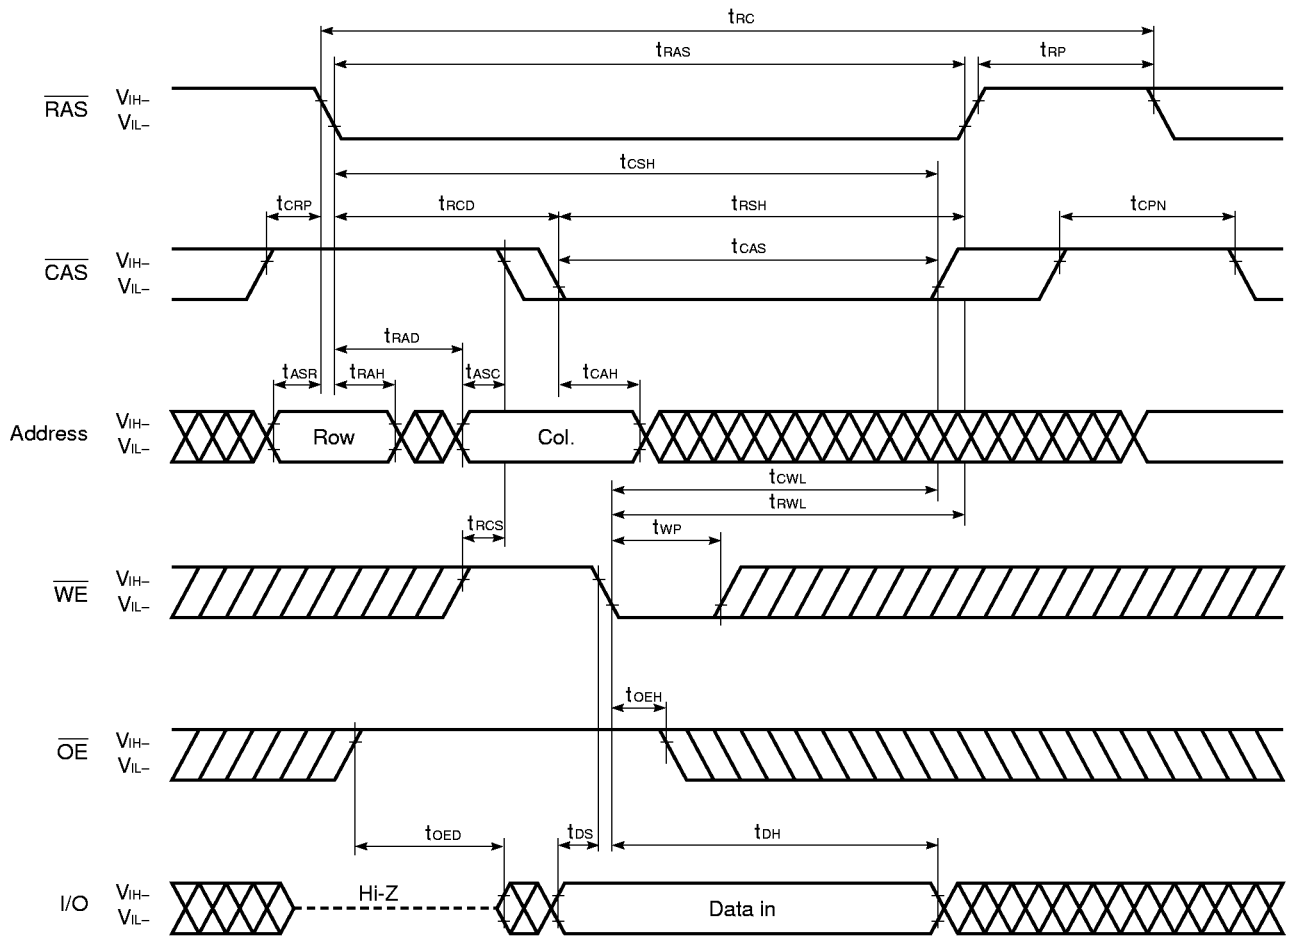 tRC
tRAS
tRP
RAS
VIH–
VIL–
tCSH
tCRP
tRCD
tRSH
tCPN
CAS
VIH–
VIL–
tCAS
tRAD
tASR
tRAH
tASC
tCAH
Address
VIH–
VIL–
Row
Col.
tCWL
tRWL
tRCS
tWP
WE
VIH–
VIL–
tOEH
OE
VIH–
VIL–
tOED
tDS
tDH
I/O
VIH–
VIL–
Hi-Z
Data in